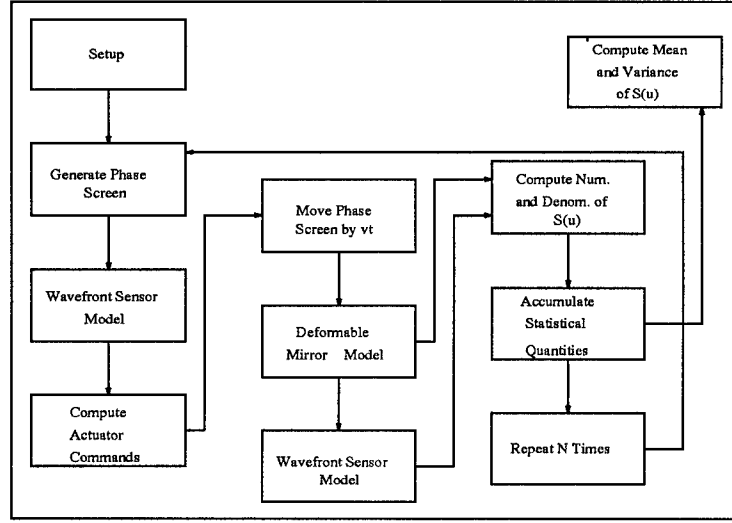 Setup
Generate Phase
Screen
Wavefront Sensor
Model
Compute
Actuator
Commands
Move Phase
Screen by vt
Deformable
Mirror Model
Wavefront Sensor
Model
Compute Num.
and Denom. of
S(u)
Accumulate
Statistical
Quantities
Repeat N Times
Compute Mean
and Variance
of S(u)